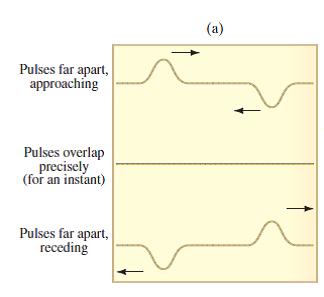 (a)
Pulses far apart,
approaching
Pulses overlap
precisely
(for an instant)
Pulses far apart,
receding